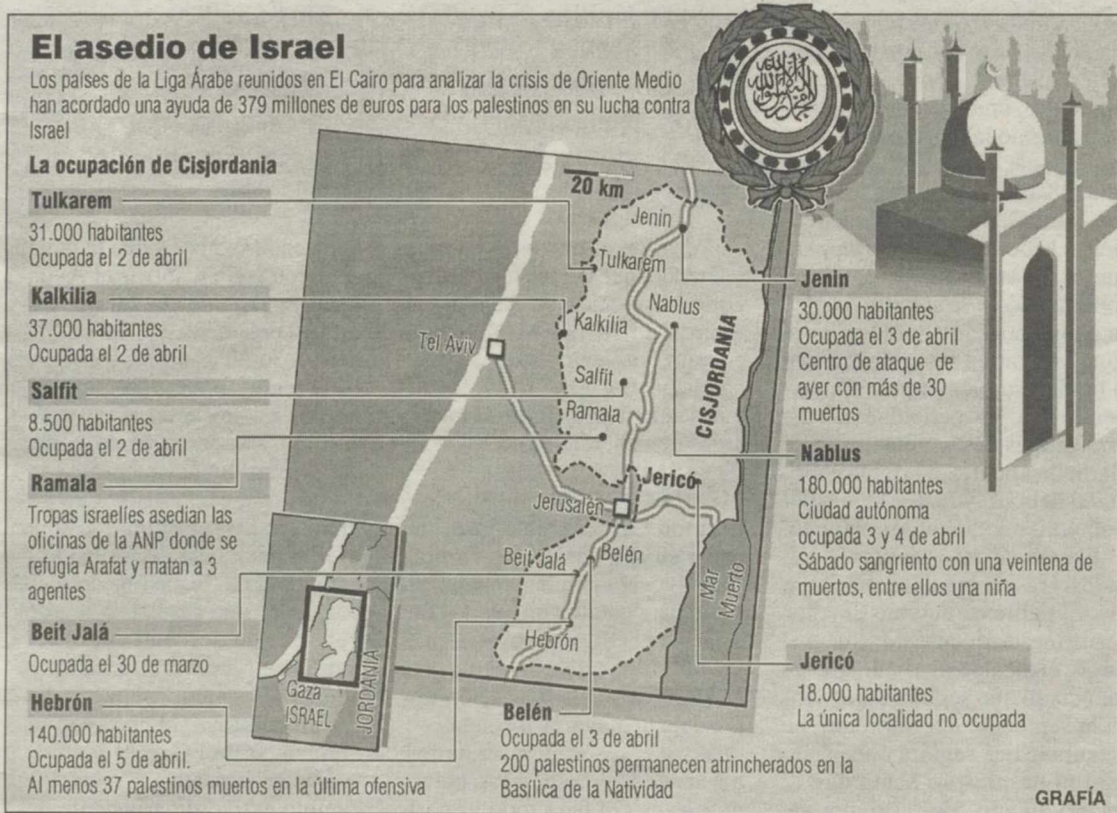 El asedio de Israel
Los países de la Liga Árabe reunidos en El Cairo para analizar la crisis de Oriente Medio
han acordado una ayuda de 379 millones de euros para los palestinos en su lucha contra
Israel
La ocupación de Cisjordania
Tulkarem
31.000 habitantes
Ocupada el 2 de abril
Kalkilia
37.000 habitantes
Ocupada el 2 de abril
Salfit
8.500 habitantes
Ocupada el 2 de abril
Ramala
Tropas israelíes asedian las
oficinas de la ANP donde se
refugia Arafat y matan a 3
agentes
Beit Jalá
Ocupada el 30 de marzo
Hebrón
140.000 habitantes
Ocupada el 5 de abril.
Al menos 37 palestinos muertos en la última ofensiva
20 km
Jenin
Tulkarem
Nablus
Kalkília
Tel Aviv
Salfit
Ramala
CISJORDANIA
Jericó
Jerusalén
Beit Jalá
Belén
Mar
Muerto
Hebrón
Gaza
ISRAEL
JORDANIA
Belén
Ocupada el 3 de abril
200 palestinos permanecen atrincherados en la
Basílica de la Natividad
Jenin
30.000 habitantes
Ocupada el 3 de abril
Centro de ataque de
ayer con más de 30
muertos
Nablus
180.000 habitantes
Ciudad autónoma
ocupada 3 y 4 de abril
Sábado sangriento con una veintena de
muertos, entre ellos una niña
Jericó
18.000 habitantes
La única localidad no ocupada
GRAFÍA